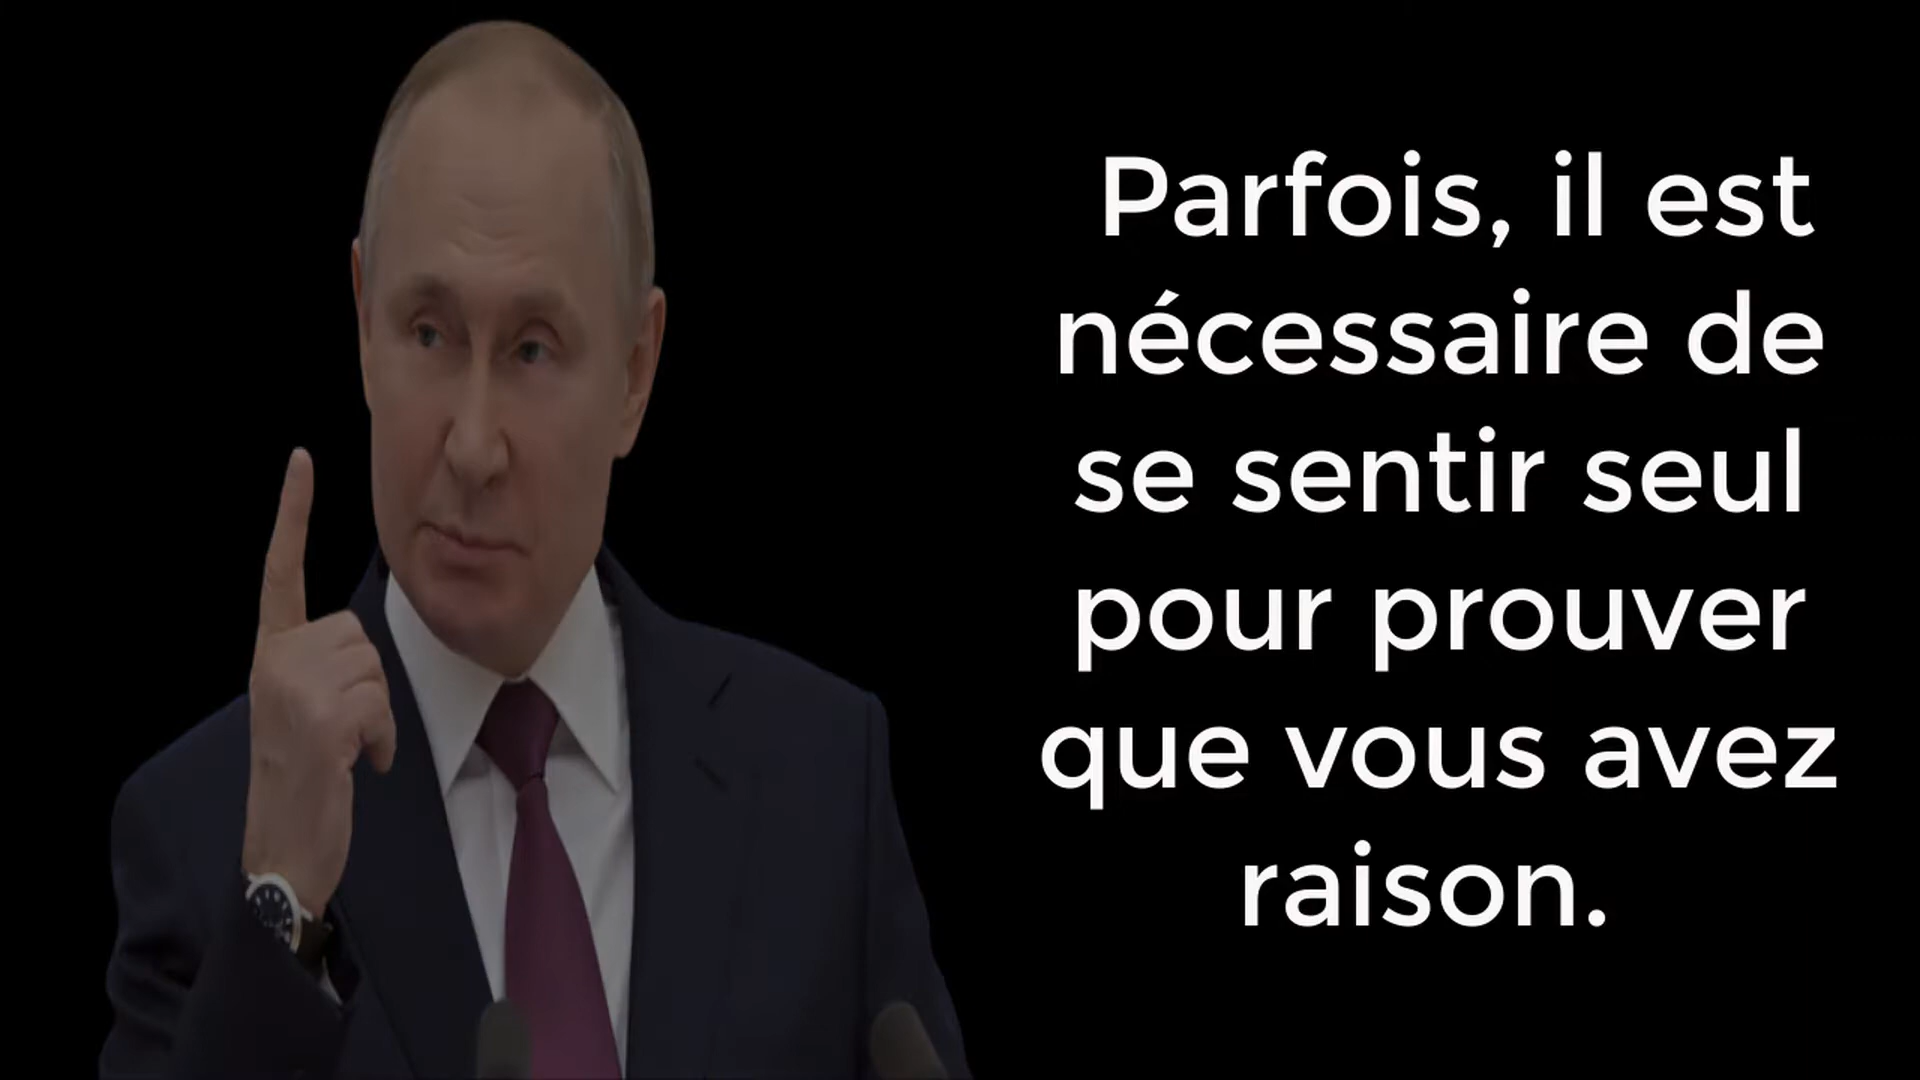 Parfois, il est
nécessaire de
se sentir seul
pour prouver
que vous avez
raison.